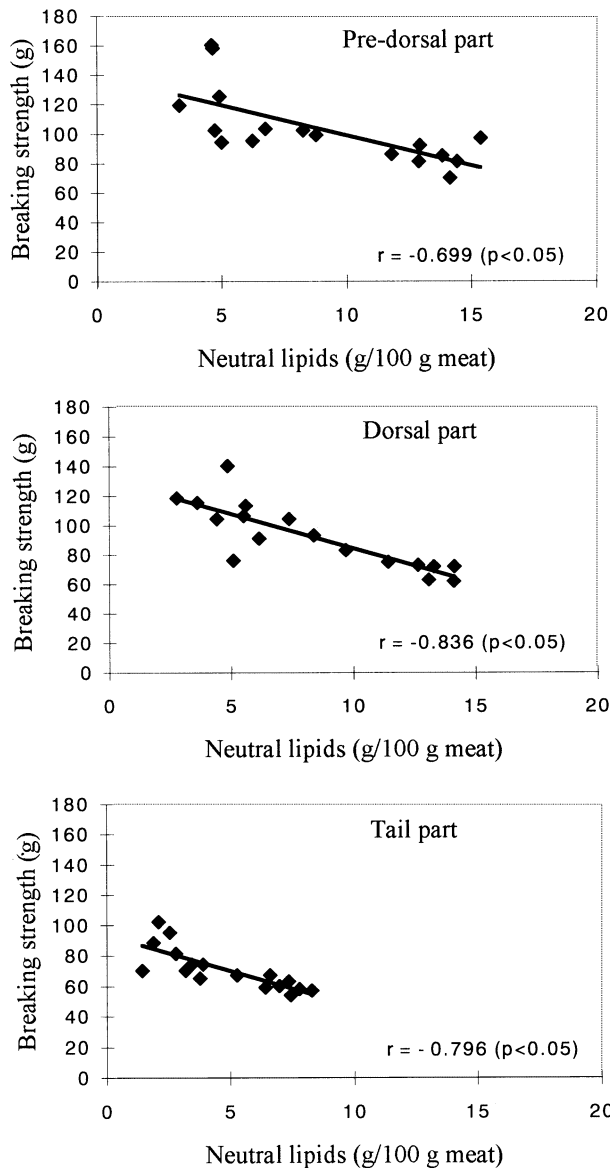 Pre-dorsal part
Breaking strength (g)
180
160
140
120
100
80
60
40
20
0
r = -0.699 (p<0.05)
0 5 10 15 20
Neutral lipids (g/100 g meat)
Dorsal part
Breaking strength (g)
180
160
140
120
100
80
60
40
20
0
r = -0.836 (p<0.05)
0 5 10 15 20
Neutral lipids (g/100 g meat)
Tail part
Breaking strength (g)
180
160
140
120
100
80
60
40
20
0
r = - 0.796 (p<0.05)
0 5 10 15 20
Neutral lipids (g/100 g meat)